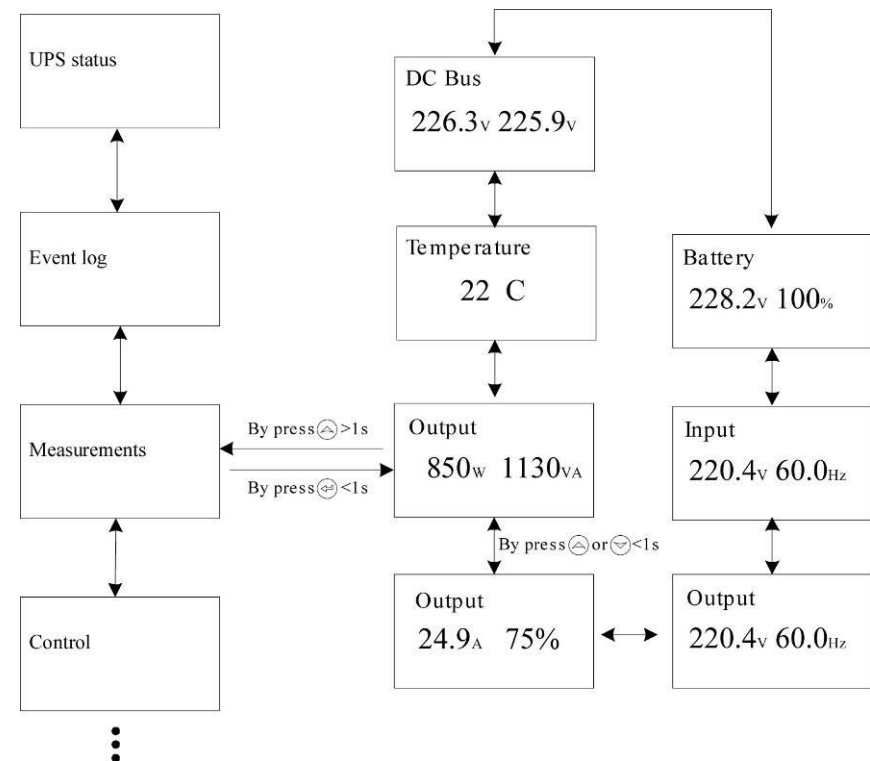 UPS status
Event log
Measurements
Control
By press >1s
By press <1s
DC Bus
226.3V 225.9V
Temperature
22 C
Output
850W 1130VA
By press or <1s
Output
24.9A 75%
Battery
228.2V 100%
Input
220.4V 60.0Hz
Output
220.4V 60.0Hz